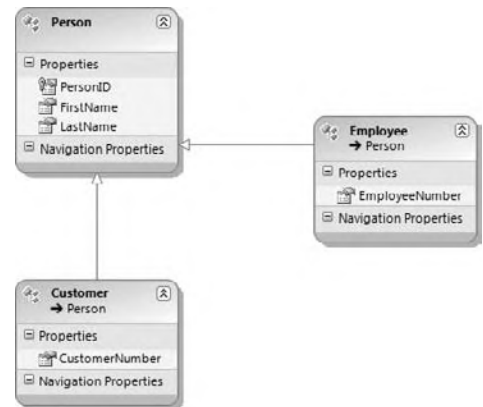 Person
Properties
PersonID
FirstName
LastName
Navigation Properties
Employee
Person
Properties
EmployeeNumber
Navigation Properties
Customer
Person
Properties
CustomerNumber
Navigation Properties